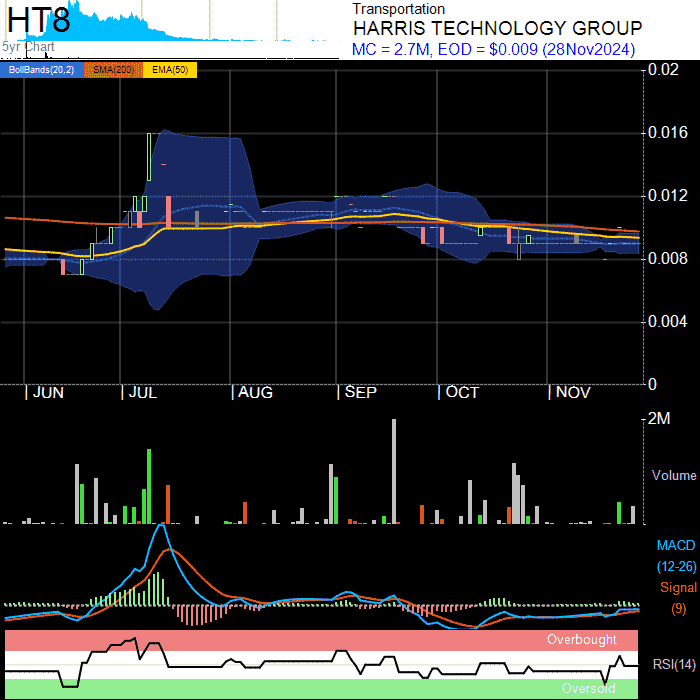 HT8
5yr Chart
Transportation
HARRIS TECHNOLOGY GROUP
MC = 2.7M, EOD = $0.009 (28Nov2024)
BollBands(20,2) SMA(200) EMA(50)
0.02
0.016
0.012
0.008
0.004
0
JUN JUL AUG SEP OCT NOV
2M
Volume
MACD
(12-26)
Signal
(9)
Overbought
RSI(14)
Oversold